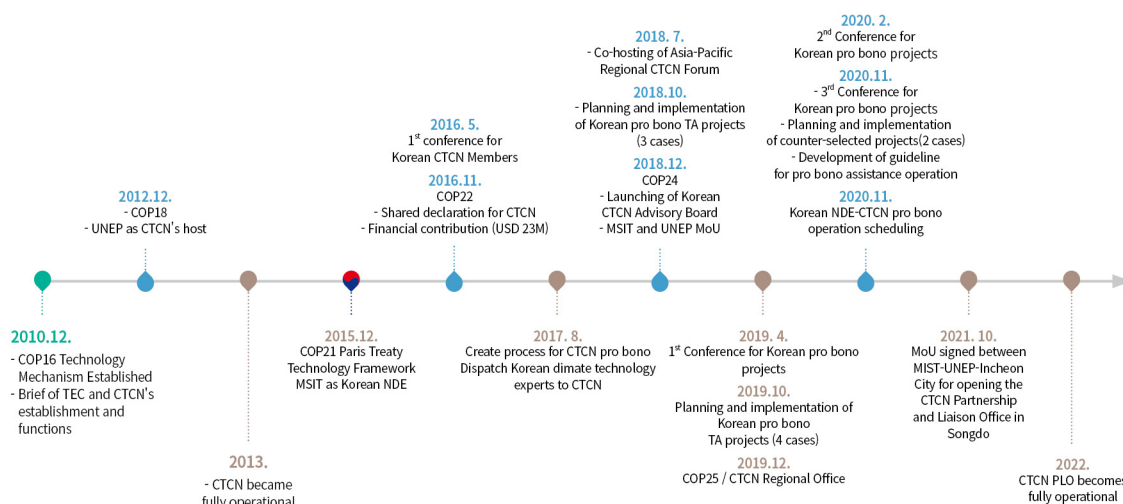 2010.12.
- COP16 Technology
Mechanism Established
- Brief of TEC and CTCN's
establishment and
functions
2012.12.
- COP18
- UNEP as CTCN's host
2013.
- CTCN became
fully operational
2015.12.
COP21 Paris Treaty
Technology Framework
MSIT as Korean NDE
2016. 5.
1st conference for
Korean CTCN Members
2016.11.
COP22
- Shared declaration for CTCN
- Financial contribution (USD 23M)
2017. 8.
Create process for CTCN pro bono
Dispatch Korean dimate technology
experts to CTCN
2018. 7.
- Co-hosting of Asia-Pacific
Regional CTCN Forum
2018.10.
- Planning and implementation
of Korean pro bono TA projects
(3 cases)
2018.12.
COP24
- Launching of Korean
CTCN Advisory Board
- MSIT and UNEP MoU
2019. 4.
1st Conference for Korean pro bono
projects
2019.10.
Planning and implementation of
Korean pro bono
TA projects (4 cases)
2019.12.
COP25 / CTCN Regional Office
2020. 2.
2nd Conference for
Korean pro bono projects
2020.11.
- 3rd Conference for
Korean pro bono projects
- Planning and implementation
of counter-selected projects(2 cases)
- Development of guideline
for pro bono assistance operation
2020.11.
Korean NDE-CTCN pro bono
operation scheduling
2021. 10.
MoU signed between
MIST-UNEP-Incheon
City for opening the
CTCN Partnership
and Liaison Office in
Songdo
2022.
CTCN PLO becomes
fully operational